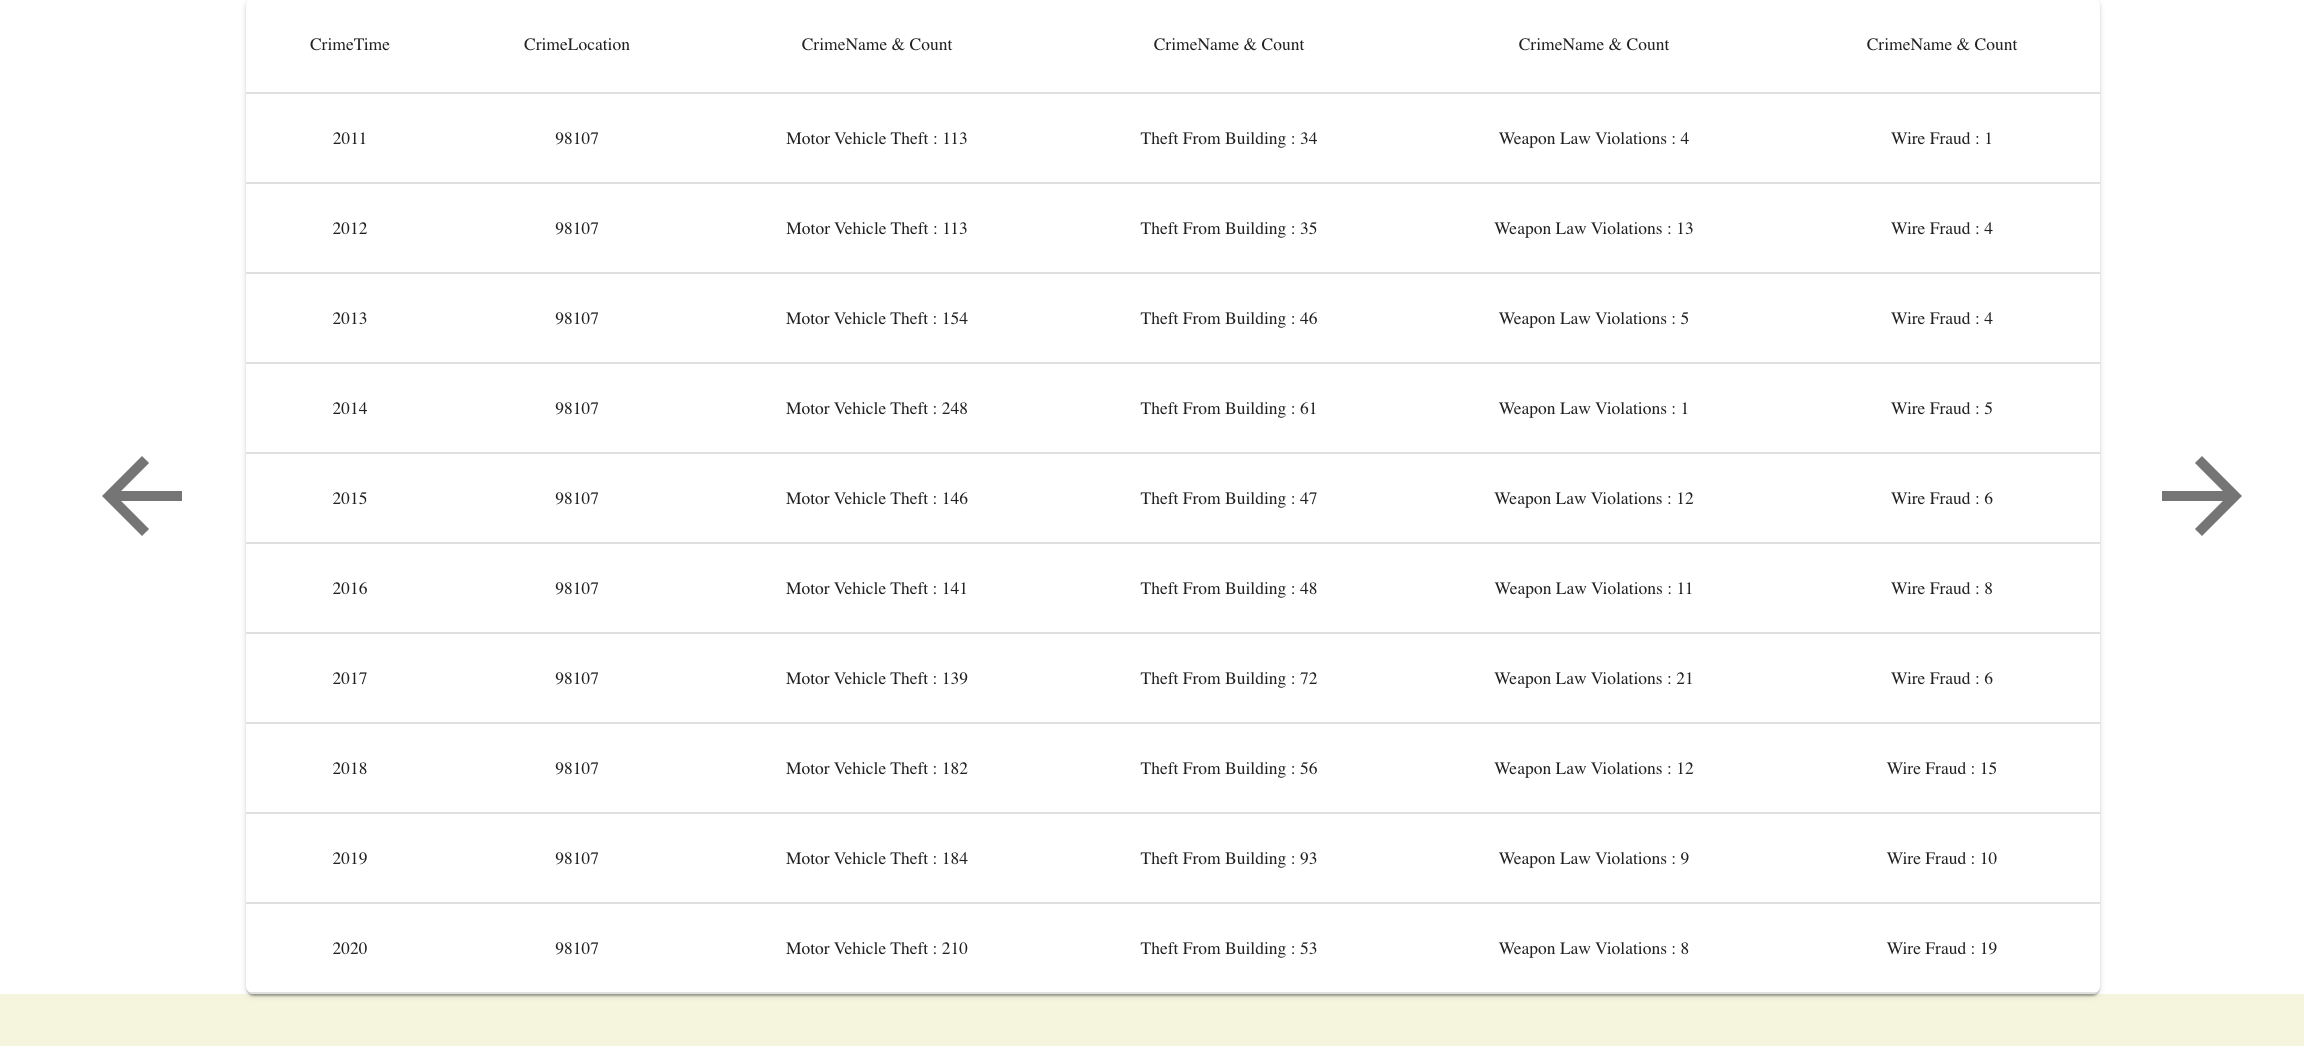 CrimeTime CrimeLocation CrimeName & Count CrimeName & Count CrimeName & Count CrimeName & Count
2011 98107 Motor Vehicle Theft : 113 Theft From Building : 34 Weapon Law Violations : 4 Wire Fraud : 1
2012 98107 Motor Vehicle Theft : 113 Theft From Building : 35 Weapon Law Violations : 13 Wire Fraud : 4
2013 98107 Motor Vehicle Theft : 154 Theft From Building : 46 Weapon Law Violations : 5 Wire Fraud : 4
2014 98107 Motor Vehicle Theft : 248 Theft From Building : 61 Weapon Law Violations : 1 Wire Fraud : 5
2015 98107 Motor Vehicle Theft : 146 Theft From Building : 47 Weapon Law Violations : 12 Wire Fraud : 6
2016 98107 Motor Vehicle Theft : 141 Theft From Building : 48 Weapon Law Violations : 11 Wire Fraud : 8
2017 98107 Motor Vehicle Theft : 139 Theft From Building : 72 Weapon Law Violations : 21 Wire Fraud : 6
2018 98107 Motor Vehicle Theft : 182 Theft From Building : 56 Weapon Law Violations : 12 Wire Fraud : 15
2019 98107 Motor Vehicle Theft : 184 Theft From Building : 93 Weapon Law Violations : 9 Wire Fraud : 10
2020 98107 Motor Vehicle Theft : 210 Theft From Building : 53 Weapon Law Violations : 8 Wire Fraud : 19